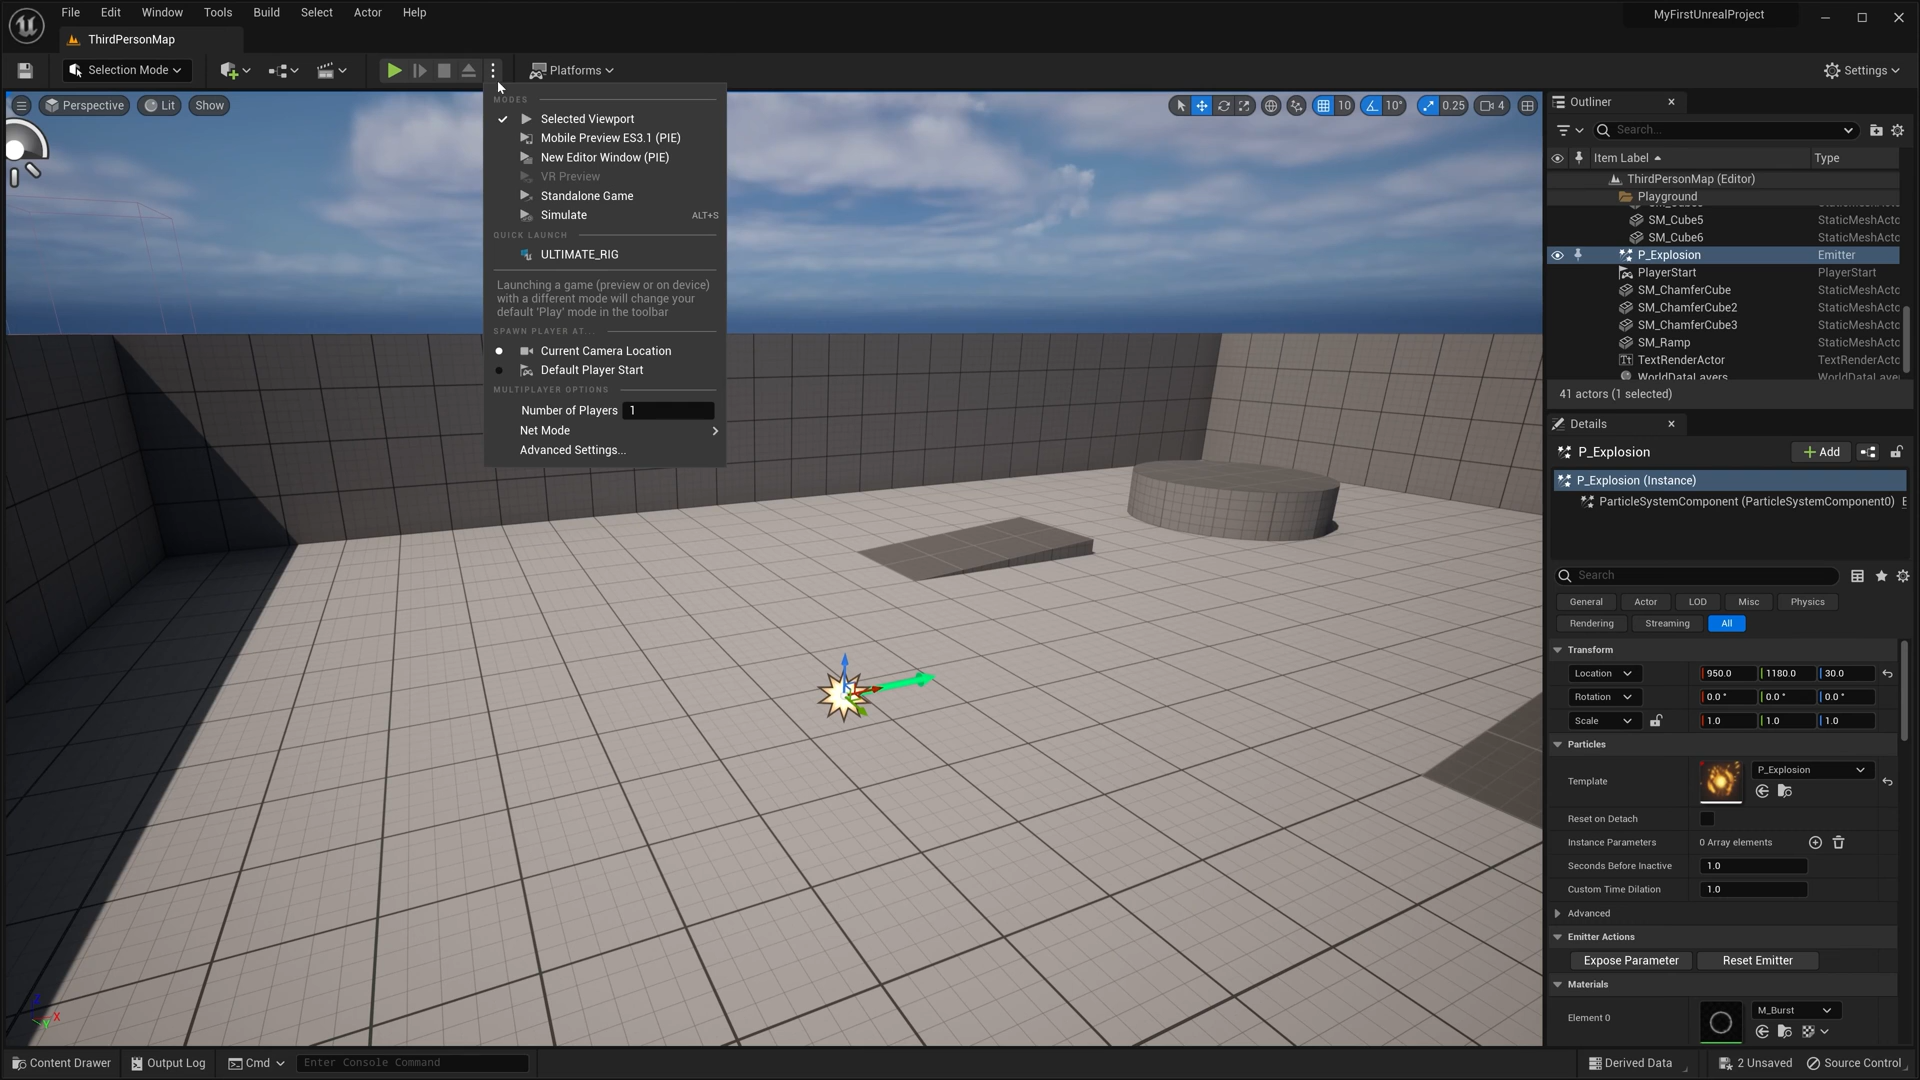 File Edit Window Tools Build Select Actor Help
MyFirstUnrealProject
ThirdPersonMap
Selection Mode
Platforms
Settings
Perspective Lit Show
10 10° 0.25 4
MODES
Selected Viewport
Mobile Preview ES3.1 (PIE)
New Editor Window (PIE)
VR Preview
Standalone Game
Simulate ALT+S
QUICK LAUNCH
ULTIMATE_RIG
Launching a game (preview or on device)
with a different mode will change your
default 'Play' mode in the toolbar
SPAWN PLAYER AT...
Current Camera Location
Default Player Start
MULTIPLAYER OPTIONS
Number of Players 1
Net Mode
Advanced Settings...
Outliner
Search...
Item Label Type
ThirdPersonMap (Editor)
Playground
SM_Cube5 StaticMeshActo
SM_Cube6 StaticMeshActo
P_Explosion Emitter
PlayerStart PlayerStart
SM_ChamferCube StaticMeshActo
SM_ChamferCube2 StaticMeshActo
SM_ChamferCube3 StaticMeshActo
SM_Ramp StaticMeshActo
TextRenderActor TextRenderActo
WorldDataLayers WorldDataLaye
41 actors (1 selected)
Details
P_Explosion Add
P_Explosion (Instance)
ParticleSystemComponent (ParticleSystemComponent0)
Search
General Actor LOD Misc Physics
Rendering Streaming All
Transform
Location 950.0 1180.0 30.0
Rotation 0.0 ° 0.0 ° 0.0 °
Scale 1.0 1.0 1.0
Particles
Template P_Explosion
Reset on Detach
Instance Parameters 0 Array elements
Seconds Before Inactive 1.0
Custom Time Dilation 1.0
Advanced
Emitter Actions
Expose Parameter Reset Emitter
Materials
Element 0 M_Burst
Z
X
Y
Content Drawer Output Log Cmd Enter Console Command Derived Data 2 Unsaved Source Control